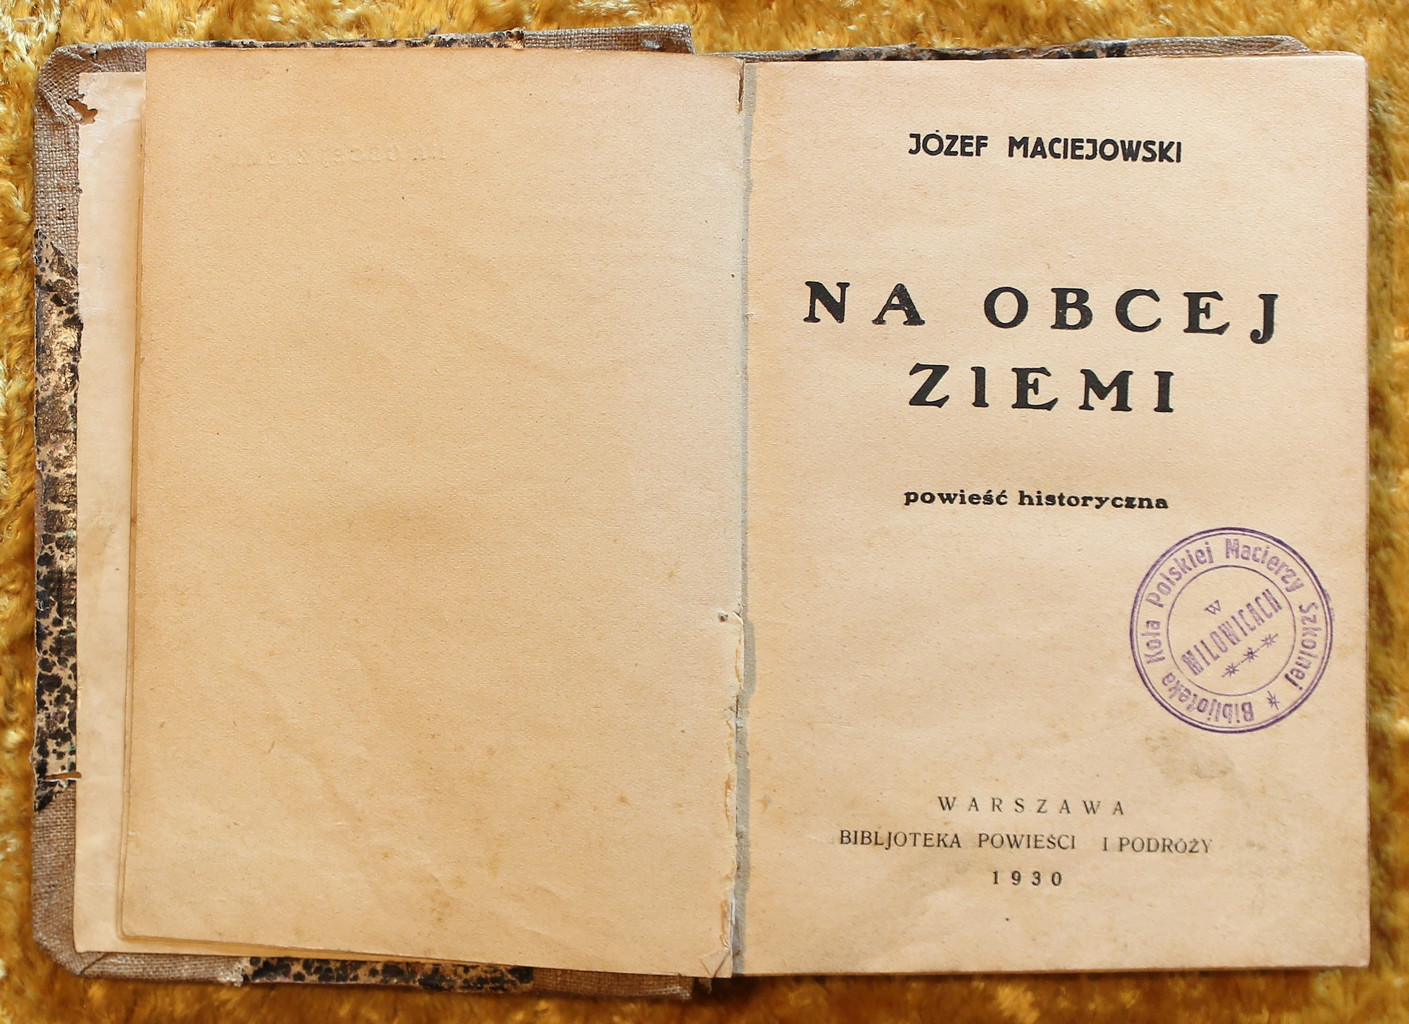 JÓZEF MACIEJOWSKI
NA OBCEJ
ZIEMI
powieść historyczna
Bibljoteka Koła Polskiej Macierzy Szkolnej
w
MILOWICACH
WARSZAWA
BIBLJOTEKA POWIEŚCI I PODRÓŻY
1930